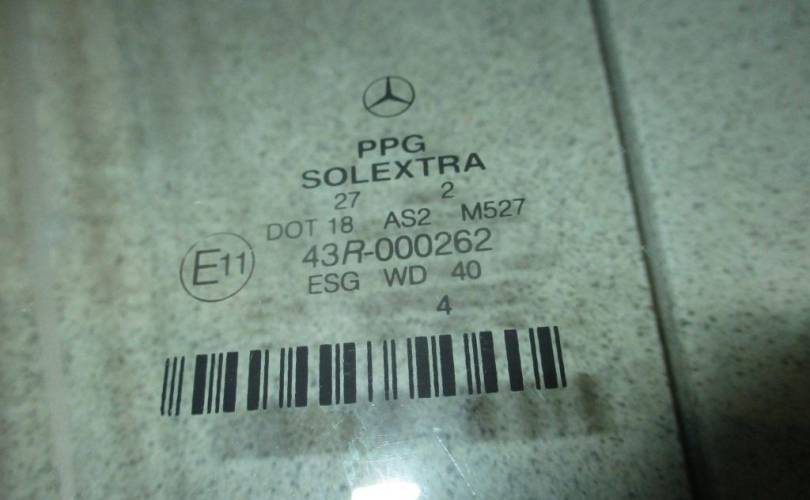 PPG
SOLEXTRA
27 2
DOT 18 AS2 M527
E11 43R-000262
ESG WD 40
4